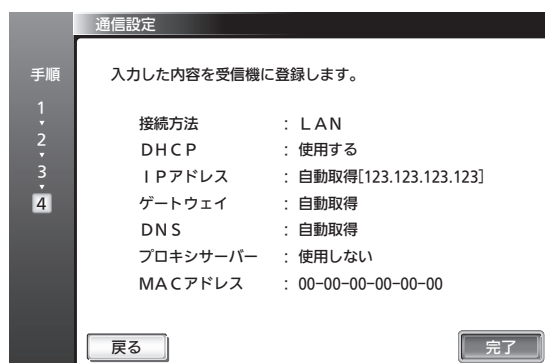 通信設定
手順
1
2
3
4
入力した内容を受信機に登録します。
接続方法 : LAN
DHCP : 使用する
IPアドレス : 自動取得[123.123.123.123]
ゲートウェイ : 自動取得
DNS : 自動取得
プロキシサーバー : 使用しない
MACアドレス : 00-00-00-00-00-00
戻る
完了